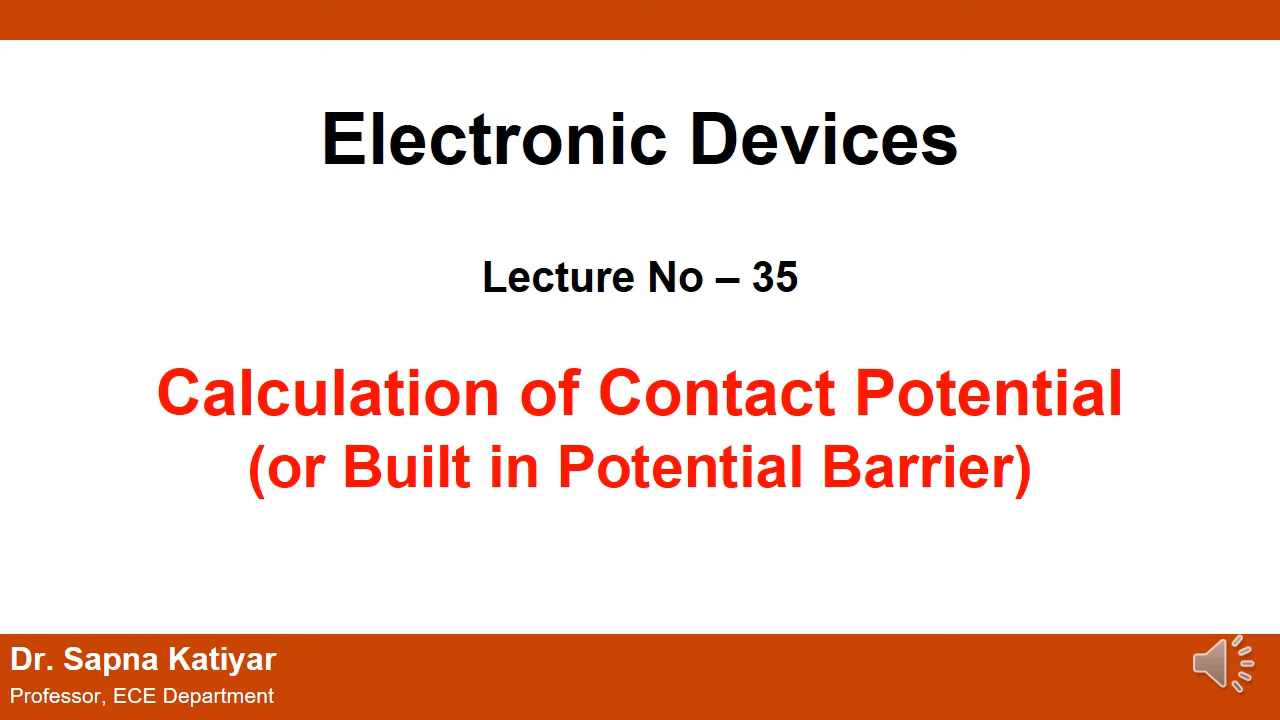 Electronic Devices
Lecture No – 35
Calculation of Contact Potential
(or Built in Potential Barrier)
Dr. Sapna Katiyar
Professor, ECE Department